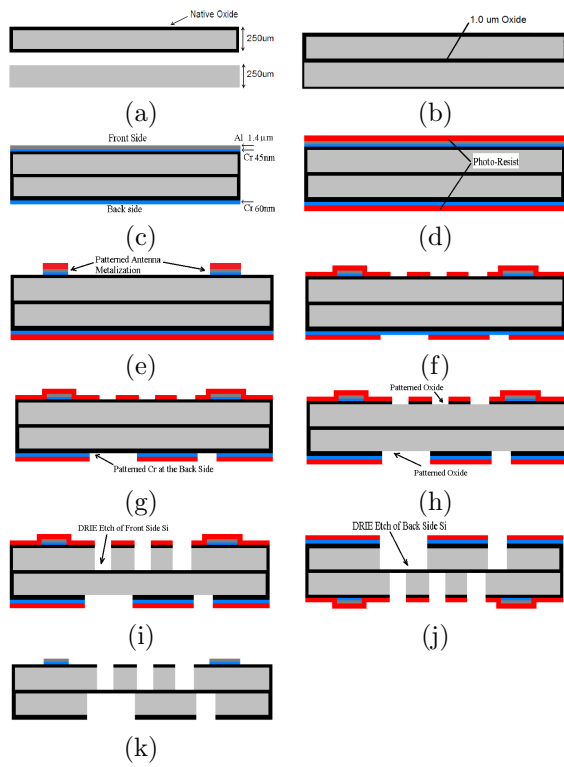 Native Oxide
250um
250um
(a)
1.0 um Oxide
(b)
Front Side
Al 1.4 μm
Cr 45nm
Back side
Cr 60nm
(c)
Photo-Resist
(d)
Patterned Antenna
Metalization
(e)
(f)
Patterned Cr at the Back Side
(g)
Patterned Oxide
Patterned Oxide
(h)
DRIE Etch of Front Side Si
(i)
DRIE Etch of Back Side Si
(j)
(k)